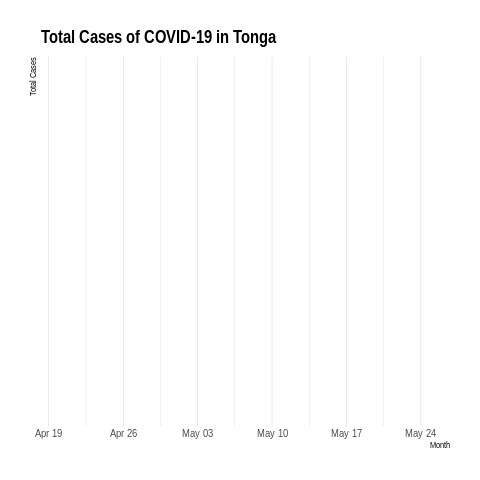 Total Cases of COVID-19 in Tonga
Total Cases
Apr 19
Apr 26
May 03
May 10
May 17
May 24
Month